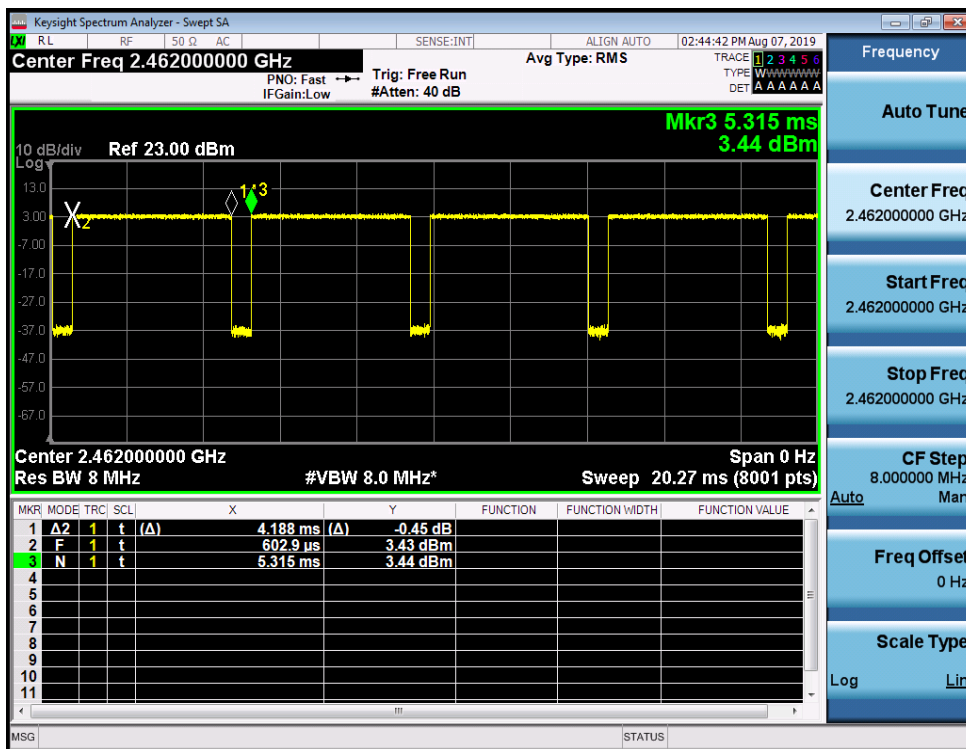 Keysight Spectrum Analyzer - Swept SA
LXI RL RF 50 Ω AC SENSE:INT ALIGN AUTO 02:44:42 PM Aug 07, 2019
Center Freq 2.462000000 GHz
PNO: Fast
IFGain:Low
Trig: Free Run
#Atten: 40 dB
Avg Type: RMS
TRACE 1 2 3 4 5 6
TYPE W W W W W W
DET A A A A A A
Mkr3 5.315 ms
3.44 dBm
10 dB/div Ref 23.00 dBm
Log
13.0
3.00
-7.00
-17.0
-27.0
-37.0
-47.0
-57.0
-67.0
X2
3
Center 2.462000000 GHz Span 0 Hz
Res BW 8 MHz #VBW 8.0 MHz* Sweep 20.27 ms (8001 pts)
MKR MODE TRC SCL X Y FUNCTION FUNCTION WIDTH FUNCTION VALUE
1 Δ2 1 t (Δ) 4.188 ms (Δ) -0.45 dB
2 F 1 t 602.9 µs 3.43 dBm
3 N 1 t 5.315 ms 3.44 dBm
4
5
6
7
8
9
10
11
MSG STATUS
Frequency
Auto Tune
Center Freq
2.462000000 GHz
Start Freq
2.462000000 GHz
Stop Freq
2.462000000 GHz
CF Step
8.000000 MHz
Auto Man
Freq Offset
0 Hz
Scale Type
Log Lin